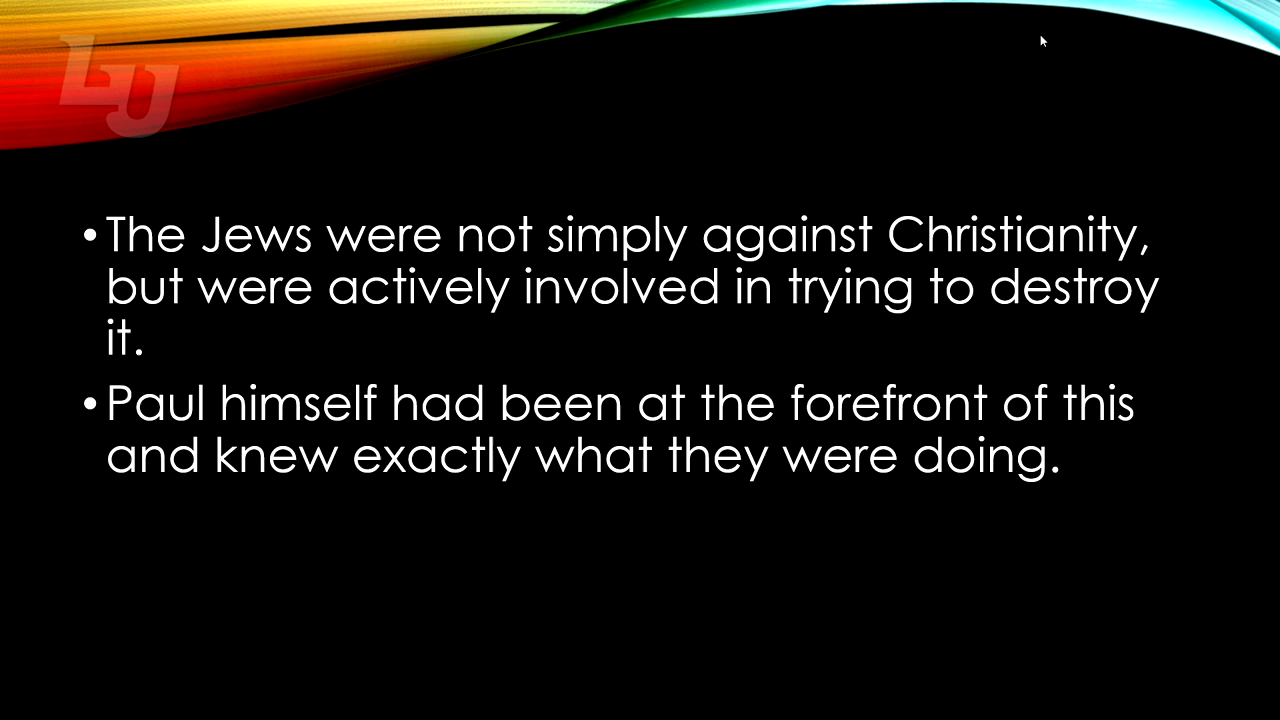 LU
• The Jews were not simply against Christianity,
but were actively involved in trying to destroy
it.
• Paul himself had been at the forefront of this
and knew exactly what they were doing.